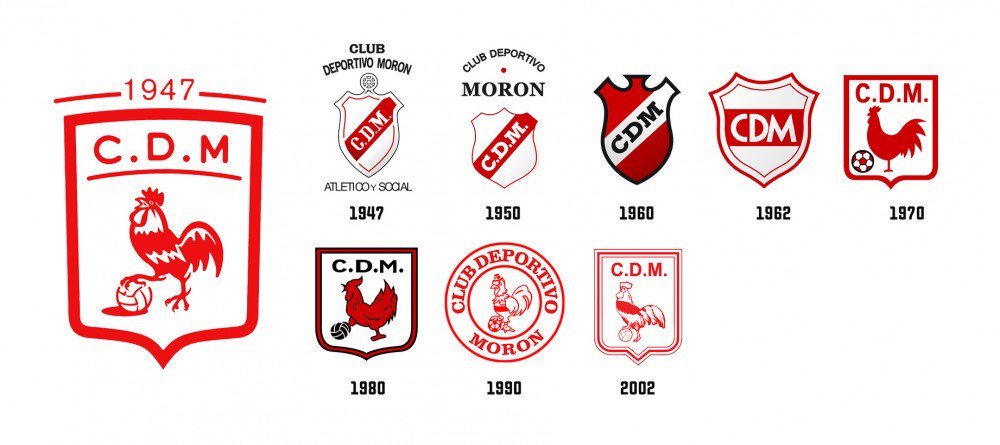 1947
C.D.M
CLUB
DEPORTIVO MORON
C.D.M.
ATLETICO Y SOCIAL
1947
CLUB DEPORTIVO
MORON
C.D.M.
1950
CDM
1960
CDM
1962
C.D.M.
1970
C.D.M.
1980
CLUB DEPORTIVO
MORON
1990
C.D.M.
2002